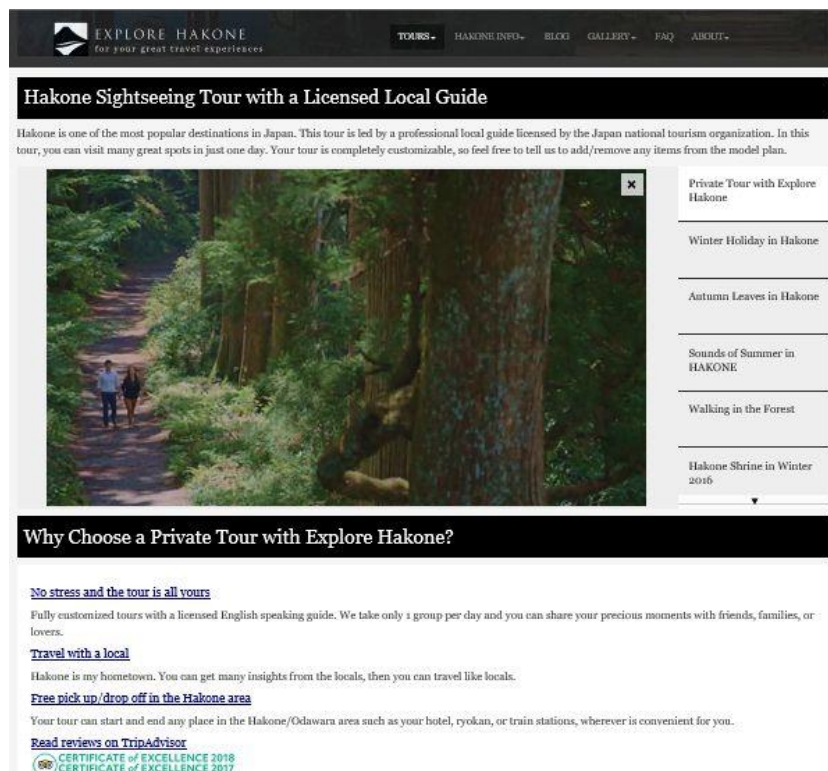 EXPLORE HAKONE
for your great travel experiences
TOURS HAKONE INFO BLOG GALLERY FAQ ABOUT
Hakone Sightseeing Tour with a Licensed Local Guide
Hakone is one of the most popular destinations in Japan. This tour is led by a professional local guide licensed by the Japan national tourism organization. In this
tour, you can visit many great spots in just one day. Your tour is completely customizable, so feel free to tell us to add/remove any items from the model plan.
Private Tour with Explore
Hakone
Winter Holiday in Hakone
Autumn Leaves in Hakone
Sounds of Summer in
HAKONE
Walking in the Forest
Hakone Shrine in Winter
2016
Why Choose a Private Tour with Explore Hakone?
No stress and the tour is all yours
Fully customized tours with a licensed English speaking guide. We take only 1 group per day and you can share your precious moments with friends, families, or
lovers.
Travel with a local
Hakone is my hometown. You can get many insights from the locals, then you can travel like locals.
Free pick up/drop off in the Hakone area
Your tour can start and end any place in the Hakone/Odawara area such as your hotel, ryokan, or train stations, wherever is convenient for you.
Read reviews on TripAdvisor
CERTIFICATE of EXCELLENCE 2018
CERTIFICATE of EXCELLENCE 2017